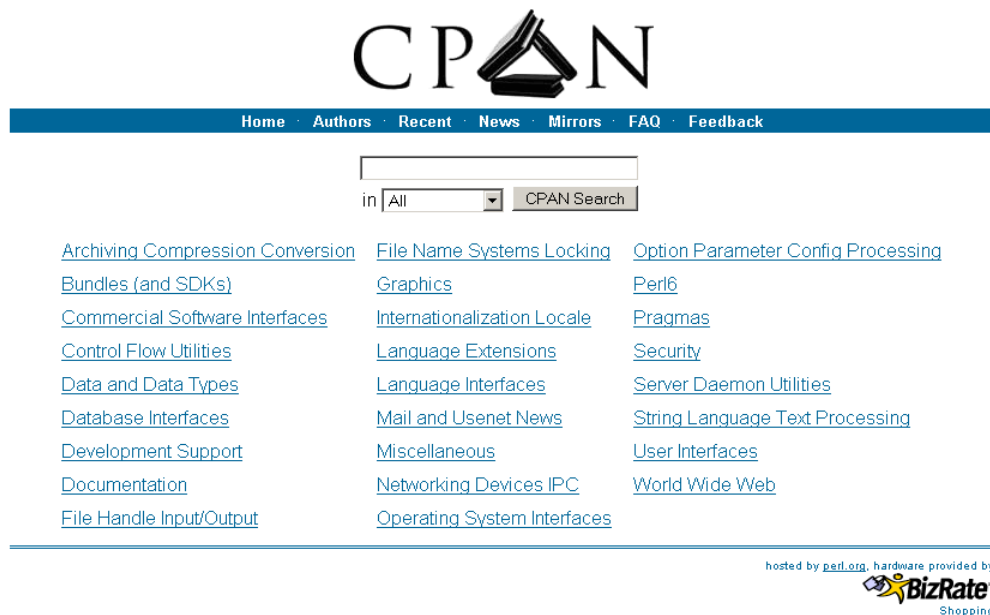 CPAN
Home · Authors · Recent · News · Mirrors · FAQ · Feedback
in All CPAN Search
Archiving Compression Conversion File Name Systems Locking Option Parameter Config Processing
Bundles (and SDKs) Graphics Perl6
Commercial Software Interfaces Internationalization Locale Pragmas
Control Flow Utilities Language Extensions Security
Data and Data Types Language Interfaces Server Daemon Utilities
Database Interfaces Mail and Usenet News String Language Text Processing
Development Support Miscellaneous User Interfaces
Documentation Networking Devices IPC World Wide Web
File Handle Input/Output Operating System Interfaces
hosted by perl.org, hardware provided by
BizRate
Shopping